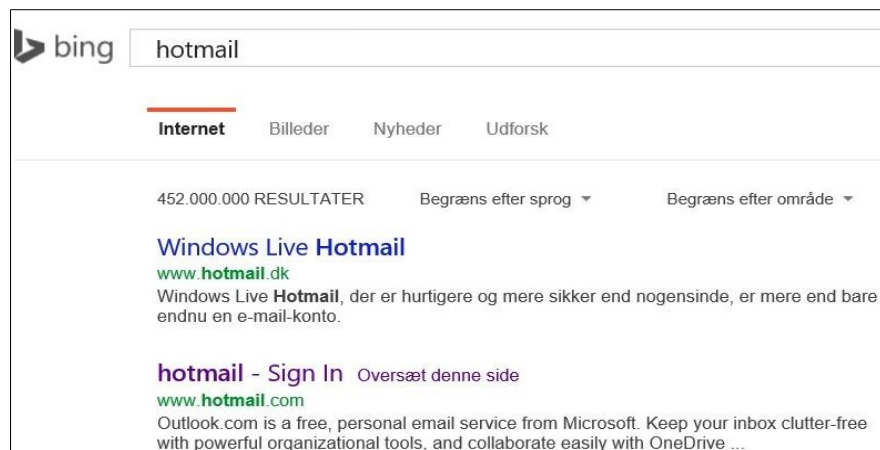 bing hotmail
Internet Billeder Nyheder Udforsk
452.000.000 RESULTATER Begræns efter sprog Begræns efter område
Windows Live Hotmail
www.hotmail.dk
Windows Live Hotmail, der er hurtigere og mere sikker end nogensinde, er mere end bare
endnu en e-mail-konto.
hotmail - Sign In Oversæt denne side
www.hotmail.com
Outlook.com is a free, personal email service from Microsoft. Keep your inbox clutter-free
with powerful organizational tools, and collaborate easily with OneDrive ...